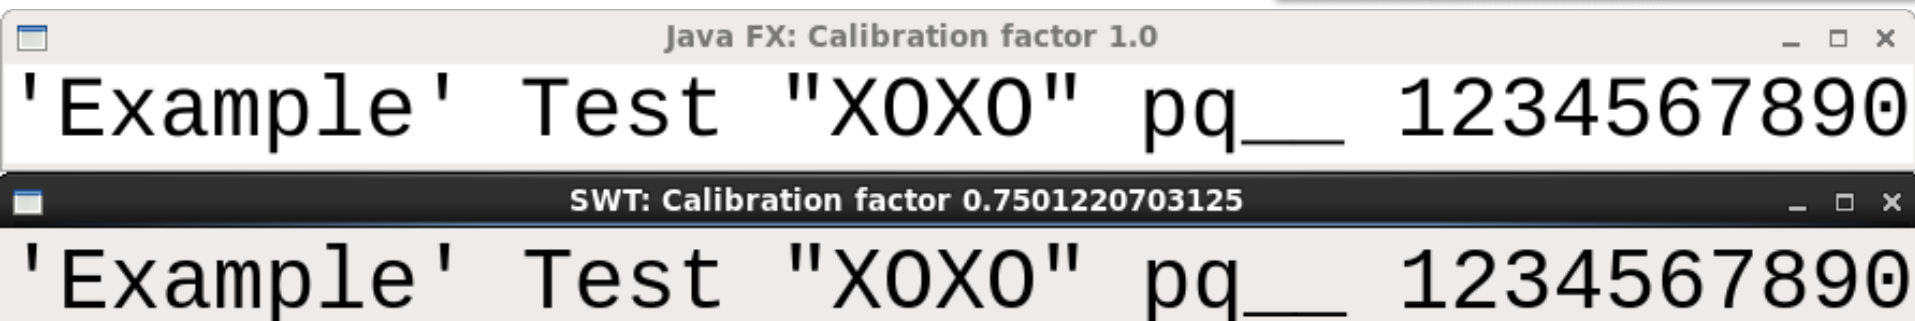 Java FX: Calibration factor 1.0
'Example' Test "XOXO" pq__ 1234567890
SWT: Calibration factor 0.7501220703125
'Example' Test "XOXO" pq__ 1234567890